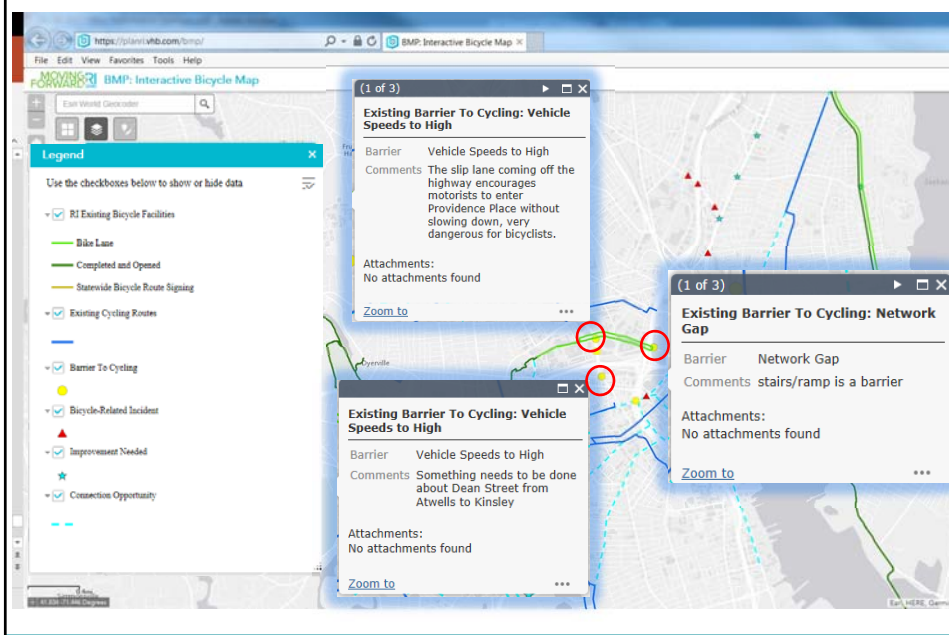 https://planri.vhb.com/bmp/
BMP: Interactive Bicycle Map
File Edit View Favorites Tools Help
MOVING RI
FORWARD
BMP: Interactive Bicycle Map
Esri World Geocoder
Legend
Use the checkboxes below to show or hide data
RI Existing Bicycle Facilities
Bike Lane
Completed and Opened
Statewide Bicycle Route Signing
Existing Cycling Routes
Barrier To Cycling
Bicycle-Related Incident
Improvement Needed
Connection Opportunity
(1 of 3)
Existing Barrier To Cycling: Vehicle
Speeds to High
Barrier Vehicle Speeds to High
Comments The slip lane coming off the
highway encourages
motorists to enter
Providence Place without
slowing down, very
dangerous for bicyclists.
Attachments:
No attachments found
Zoom to
(1 of 3)
Existing Barrier To Cycling: Network
Gap
Barrier Network Gap
Comments stairs/ramp is a barrier
Attachments:
No attachments found
Zoom to
Existing Barrier To Cycling: Vehicle
Speeds to High
Barrier Vehicle Speeds to High
Comments Something needs to be done
about Dean Street from
Atwells to Kinsley
Attachments:
No attachments found
Zoom to
Esri, HERE, Garm